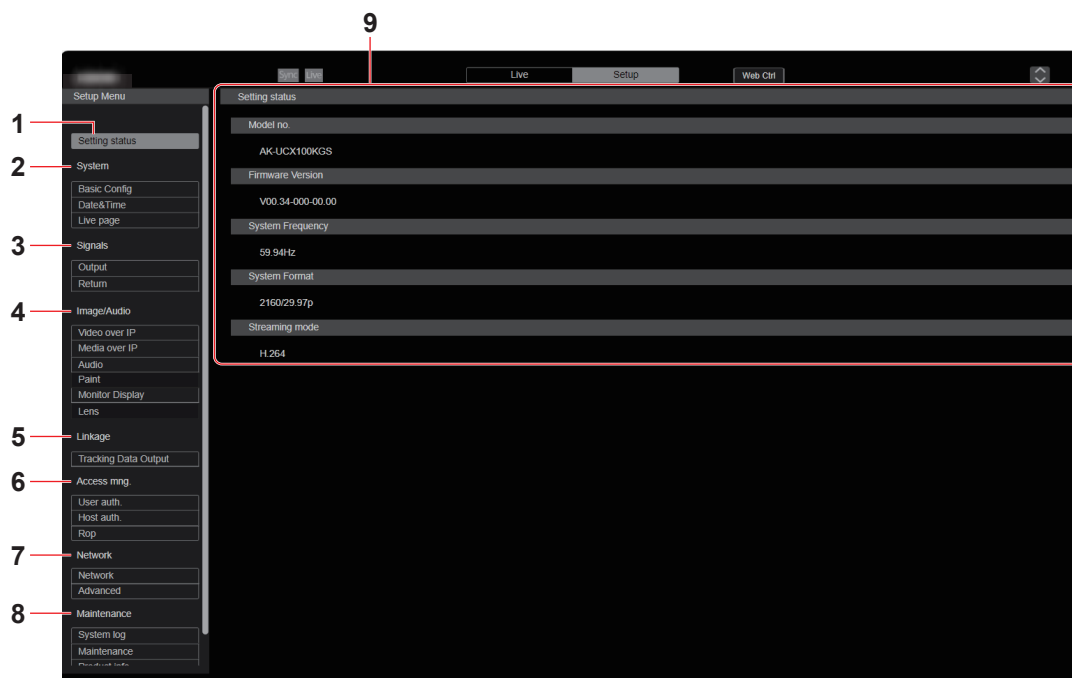 9
Sync Live Live Setup Web Ctrl
Setup Menu
Setting status
1
Setting status
2
System
Basic Config
Date&Time
Live page
3
Signals
Output
Return
4
Image/Audio
Video over IP
Media over IP
Audio
Paint
Monitor Display
Lens
5
Linkage
Tracking Data Output
6
Access mng.
User auth.
Host auth.
Rop
7
Network
Network
Advanced
8
Maintenance
System log
Maintenance
Product info
Model no.
AK-UCX100KGS
Firmware Version
V00.34-000-00.00
System Frequency
59.94Hz
System Format
2160/29.97p
Streaming mode
H.264